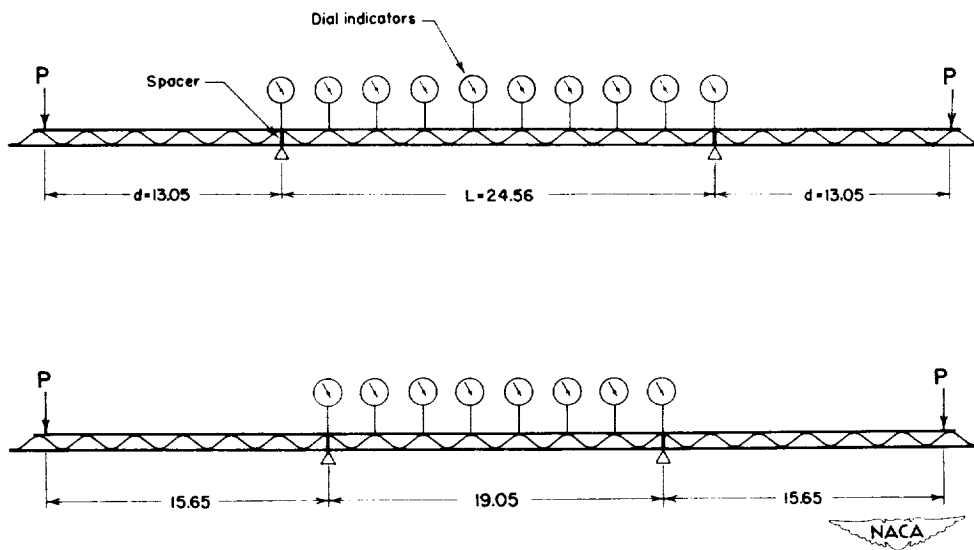 Dial indicators
P
Spacer
P
d=13.05
L=24.56
d=13.05
P
P
15.65
19.05
15.65
NACA